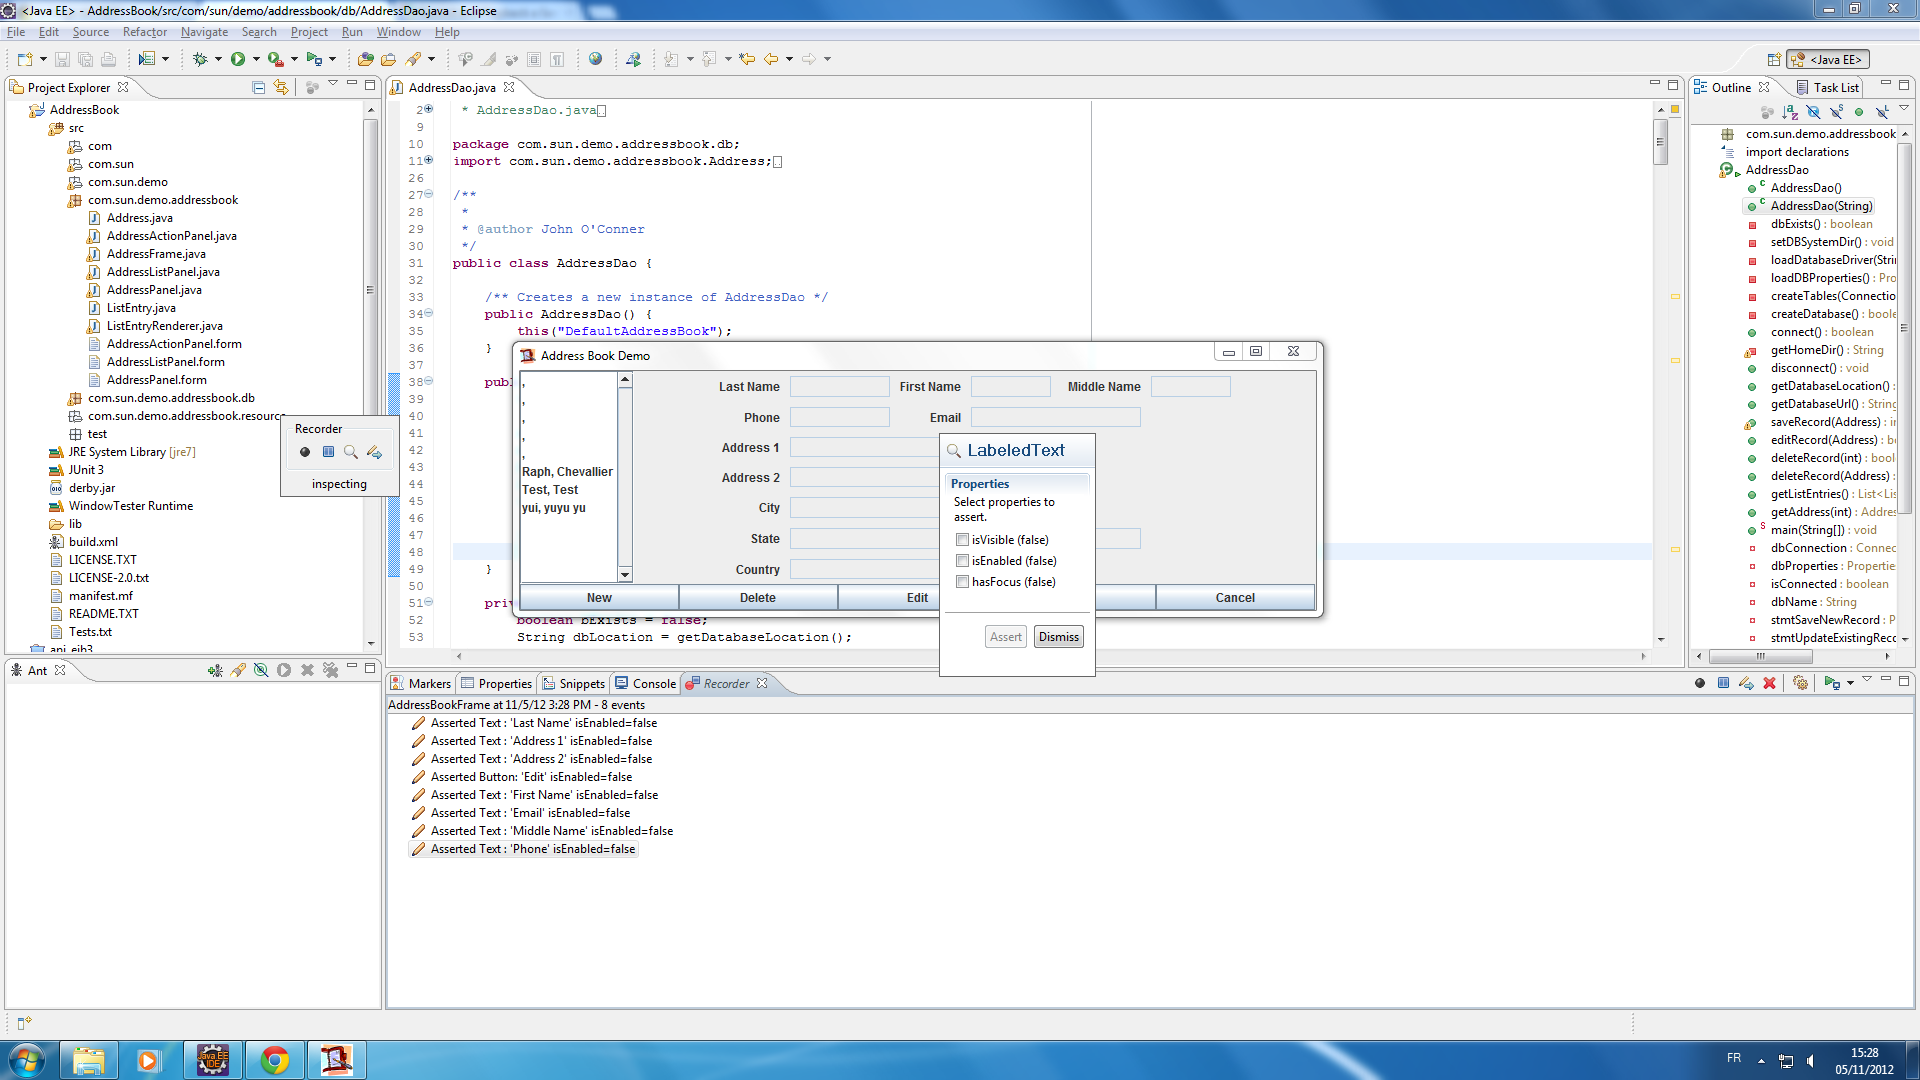 <Java EE> - AddressBook/src/com/sun/demo/addressbook/db/AddressDao.java - Eclipse
File Edit Source Refactor Navigate Search Project Run Window Help
<Java EE>
Project Explorer
AddressBook
src
com
com.sun
com.sun.demo
com.sun.demo.addressbook
Address.java
AddressActionPanel.java
AddressFrame.java
AddressListPanel.java
AddressPanel.java
ListEntry.java
ListEntryRenderer.java
AddressActionPanel.form
AddressListPanel.form
AddressPanel.form
com.sun.demo.addressbook.db
com.sun.demo.addressbook.resource
test
JRE System Library [jre7]
JUnit 3
derby.jar
WindowTester Runtime
lib
build.xml
LICENSE.TXT
LICENSE-2.0.txt
manifest.mf
README.TXT
Tests.txt
Recorder
inspecting
Ant
AddressDao.java
2 * AddressDao.java
9
10 package com.sun.demo.addressbook.db;
11 import com.sun.demo.addressbook.Address;
26
27 /**
28 *
29 * @author John O'Conner
30 */
31 public class AddressDao {
32
33 /** Creates a new instance of AddressDao */
34 public AddressDao() {
35 this("DefaultAddressBook");
36 }
37
38 pub
39
40
41
42
43
44
45
46
47
48
49 }
50
51 pri
52 boolean bExists = false;
53 String dbLocation = getDatabaseLocation();
Address Book Demo
,
,
,
,
,
Raph, Chevallier
Test, Test
yui, yuyu yu
Last Name First Name Middle Name
Phone Email
Address 1
Address 2
City
State
Country
New Delete Edit Cancel
LabeledText
Properties
Select properties to
assert.
isVisible (false)
isEnabled (false)
hasFocus (false)
Assert Dismiss
Outline Task List
com.sun.demo.addressbook
import declarations
AddressDao
AddressDao()
AddressDao(String)
dbExists() : boolean
setDBSystemDir() : void
loadDatabaseDriver(Stri
loadDBProperties() : Pro
createTables(Connectio
createDatabase() : boole
connect() : boolean
getHomeDir() : String
disconnect() : void
getDatabaseLocation() :
getDatabaseUrl() : String
saveRecord(Address) : in
editRecord(Address) : b
deleteRecord(int) : boole
deleteRecord(Address) :
getListEntries() : List<Lis
getAddress(int) : Addres
main(String[]) : void
dbConnection : Connec
dbProperties : Propertie
isConnected : boolean
dbName : String
stmtSaveNewRecord : P
stmtUpdateExistingRec
Markers Properties Snippets Console Recorder
AddressBookFrame at 11/5/12 3:28 PM - 8 events
Asserted Text : 'Last Name' isEnabled=false
Asserted Text : 'Address 1' isEnabled=false
Asserted Text : 'Address 2' isEnabled=false
Asserted Button: 'Edit' isEnabled=false
Asserted Text : 'First Name' isEnabled=false
Asserted Text : 'Email' isEnabled=false
Asserted Text : 'Middle Name' isEnabled=false
Asserted Text : 'Phone' isEnabled=false
Java EE
IDE
FR
15:28
05/11/2012